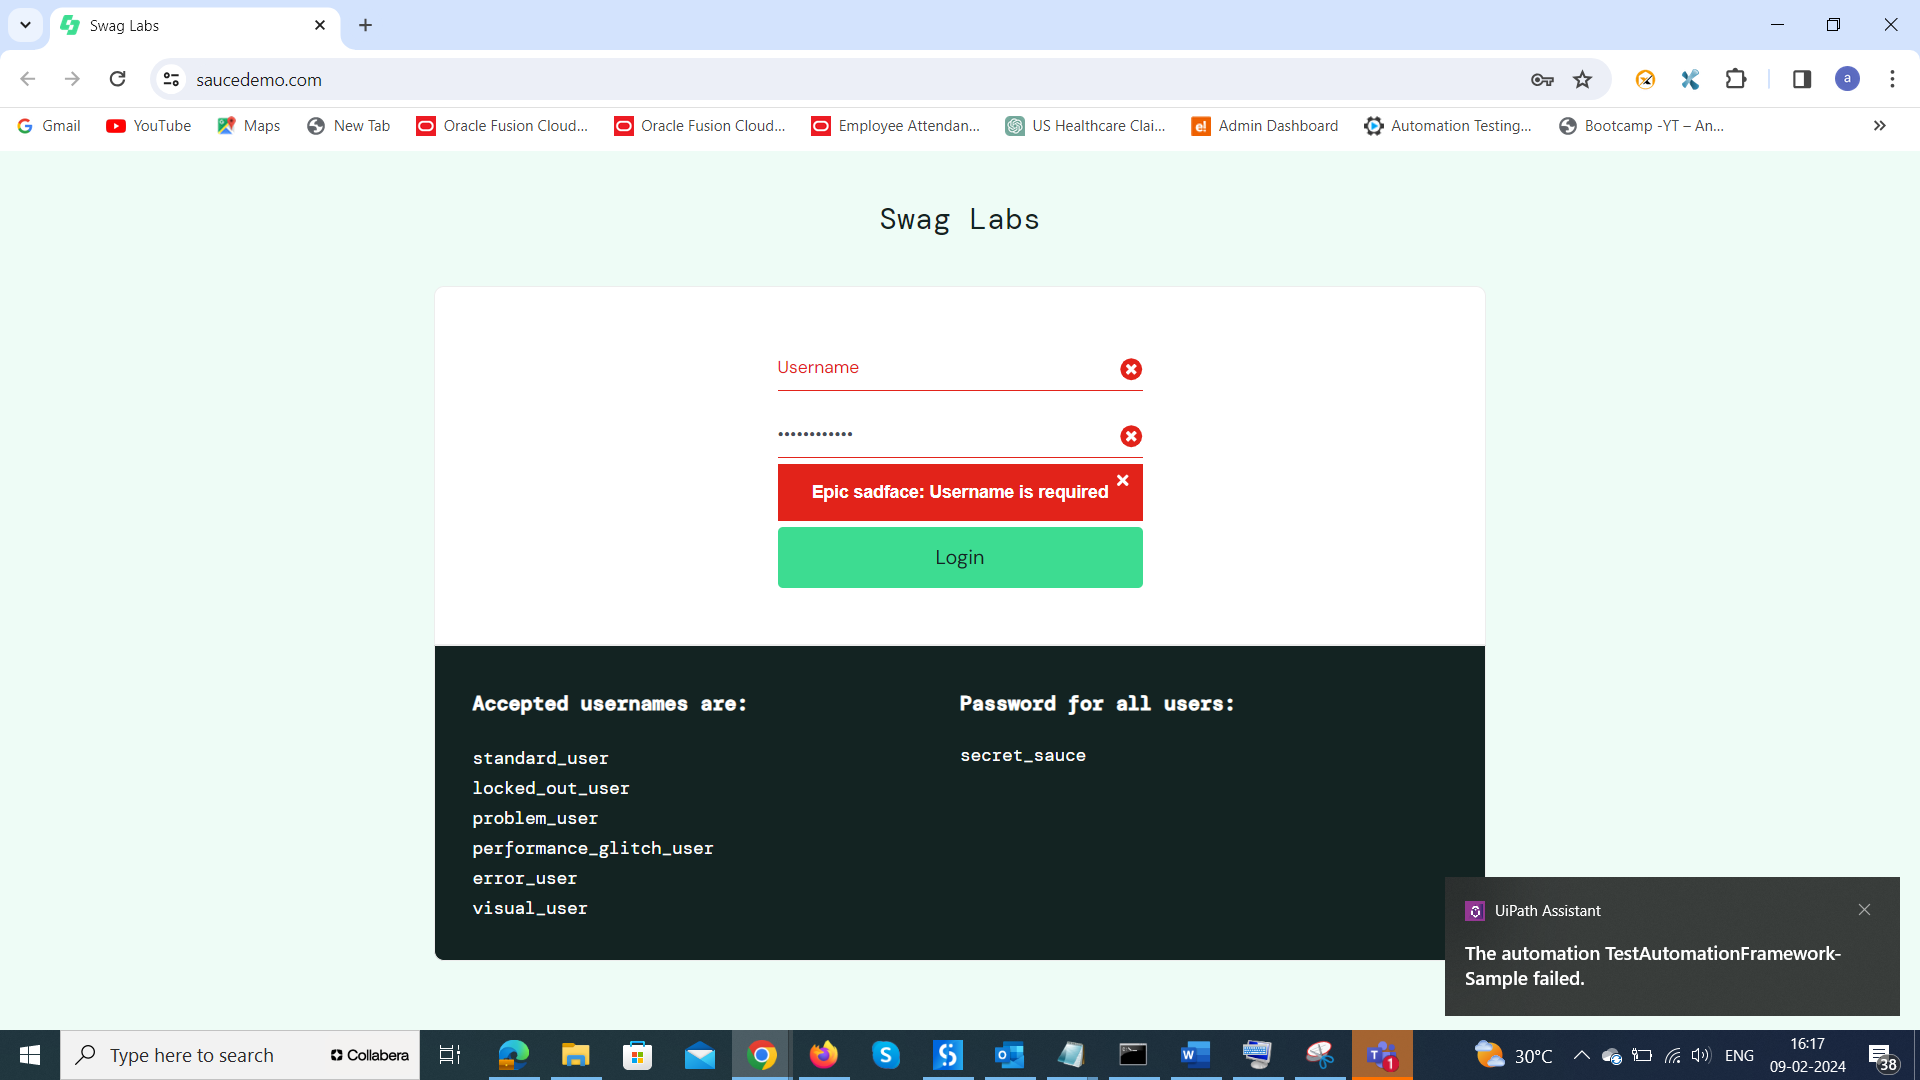 Swag Labs
saucedemo.com
a
Gmail
YouTube
Maps
New Tab
Oracle Fusion Cloud...
Oracle Fusion Cloud...
Employee Attendan...
US Healthcare Clai...
Admin Dashboard
Automation Testing...
Bootcamp -YT – An...
Swag Labs
Username
Epic sadface: Username is required
Login
Accepted usernames are:
standard_user
locked_out_user
problem_user
performance_glitch_user
error_user
visual_user
Password for all users:
secret_sauce
UiPath Assistant
The automation TestAutomationFramework-
Sample failed.
Type here to search
Collabera
1
30°C
ENG
16:17
09-02-2024
38